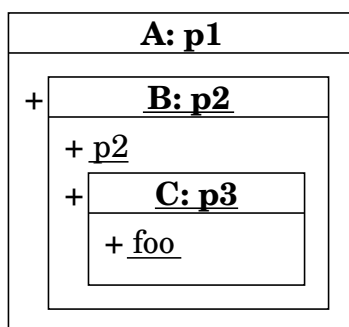 A: p1
+ B: p2
+ p2
+ C: p3
+ foo